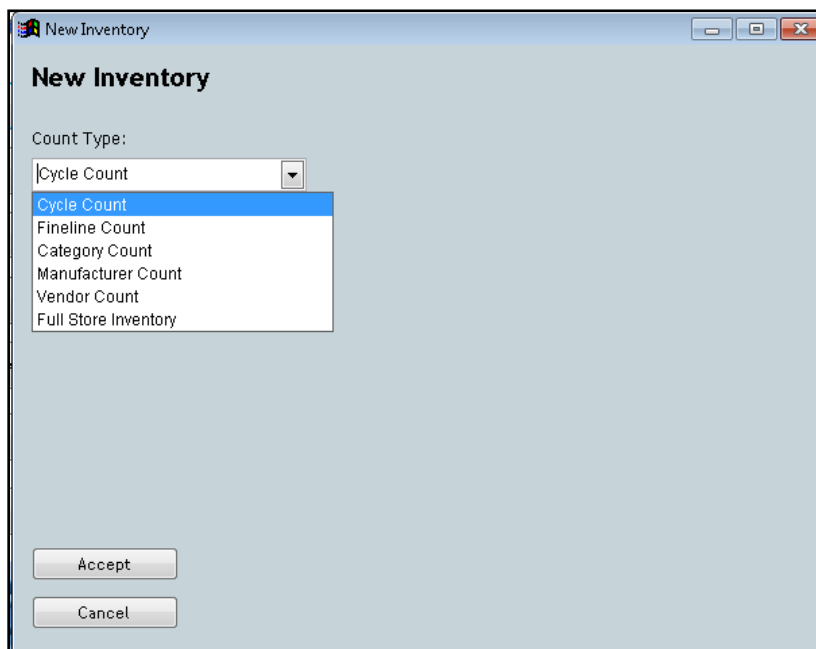 New Inventory
New Inventory
Count Type:
Cycle Count
Cycle Count
Fineline Count
Category Count
Manufacturer Count
Vendor Count
Full Store Inventory
Accept
Cancel